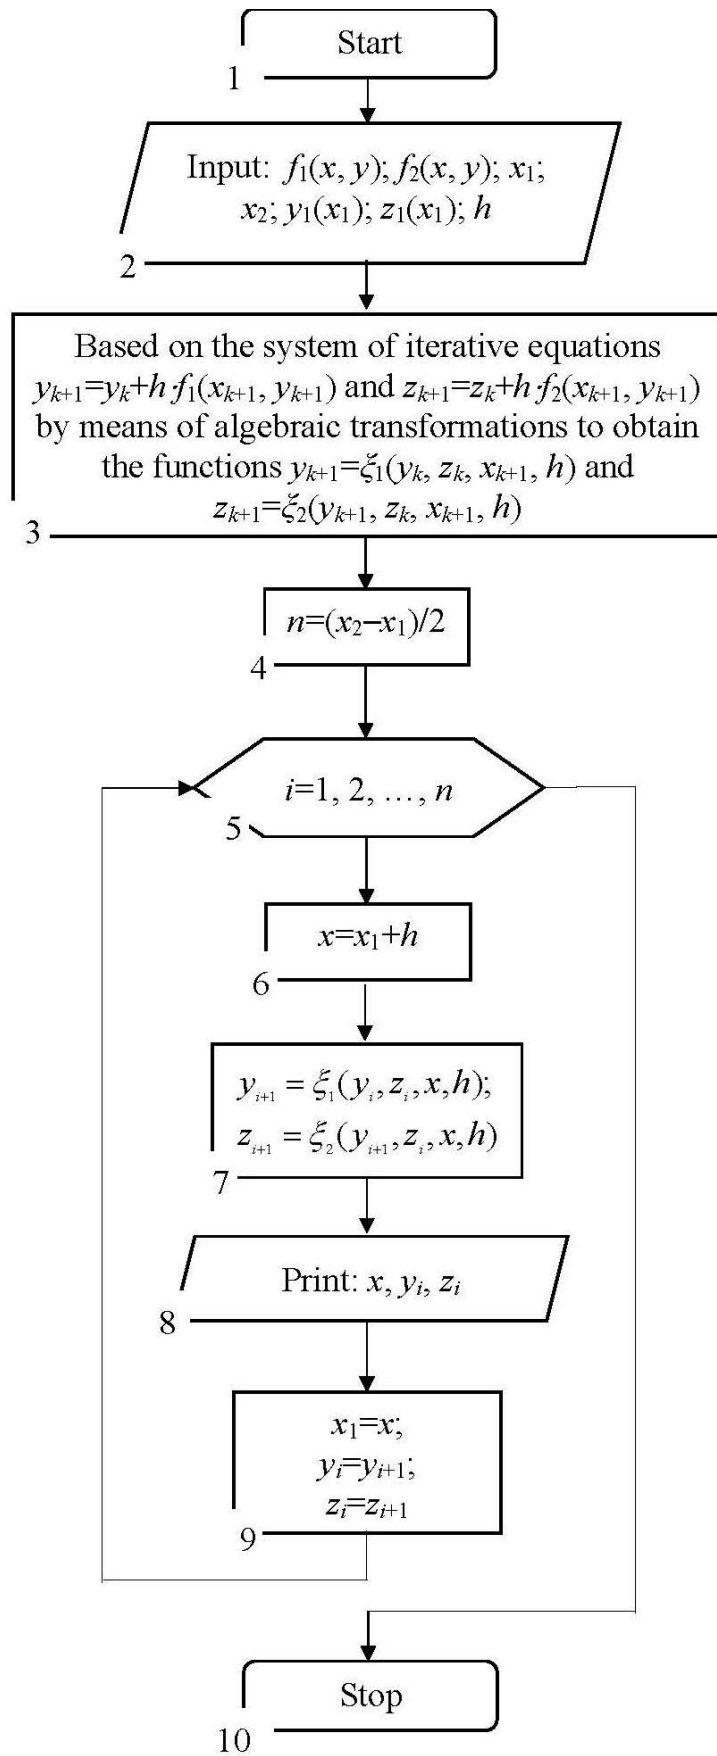 Start
1
Input: f₁(x, y); f₂(x, y); x₁;
x₂; y₁(x₁); z₁(x₁); h
2
Based on the system of iterative equations
yₖ₊₁=yₖ+h·f₁(xₖ₊₁, yₖ₊₁) and zₖ₊₁=zₖ+h·f₂(xₖ₊₁, yₖ₊₁)
by means of algebraic transformations to obtain
the functions yₖ₊₁=ξ₁(yₖ, zₖ, xₖ₊₁, h) and
zₖ₊₁=ξ₂(yₖ₊₁, zₖ, xₖ₊₁, h)
3
n=(x₂–x₁)/2
4
i=1, 2, …, n
5
x=x₁+h
6
yᵢ₊₁ = ξ₁(yᵢ, zᵢ, x, h);
zᵢ₊₁ = ξ₂(yᵢ₊₁, zᵢ, x, h)
7
Print: x, yᵢ, zᵢ
8
x₁=x;
yᵢ=yᵢ₊₁;
zᵢ=zᵢ₊₁
9
Stop
10